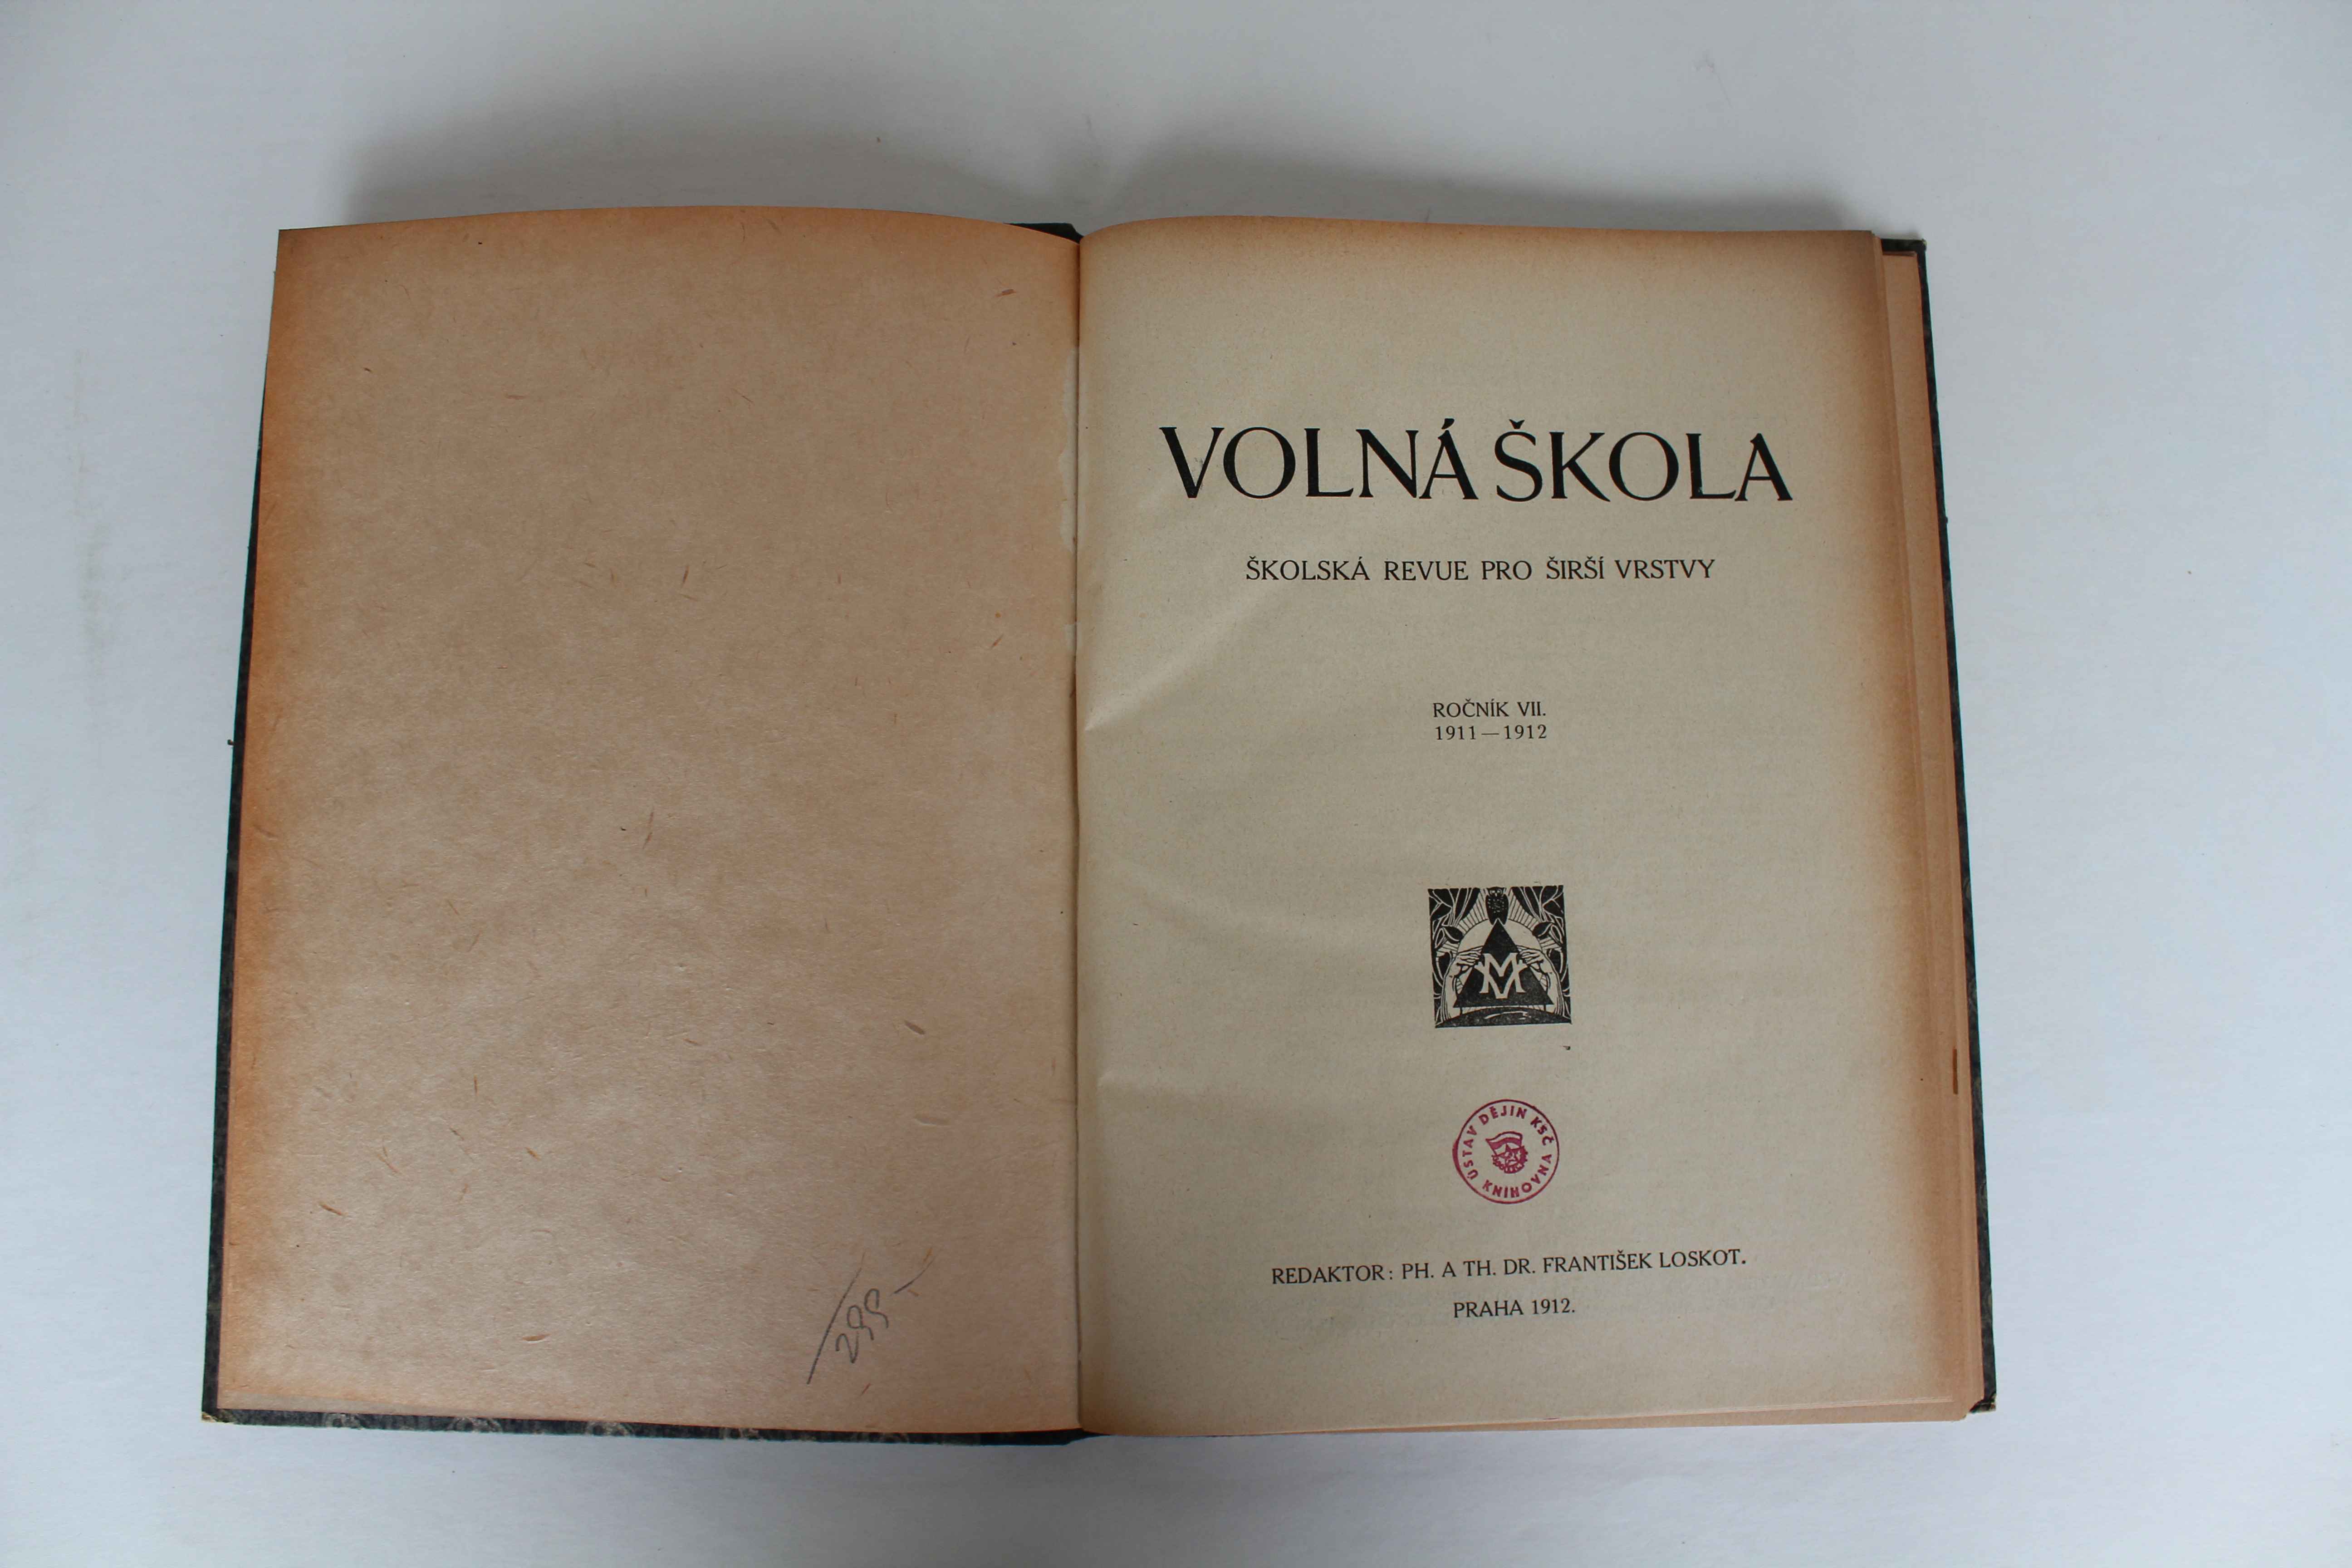 VOLNÁ ŠKOLA
ŠKOLSKÁ REVUE PRO ŠIRŠÍ VRSTVY
ROČNÍK VII.
1911—1912
VM
ÚSTAV DĚJIN KSČ
KNIHOVNA
REDAKTOR: PH. A TH. DR. FRANTIŠEK LOSKOT.
PRAHA 1912.